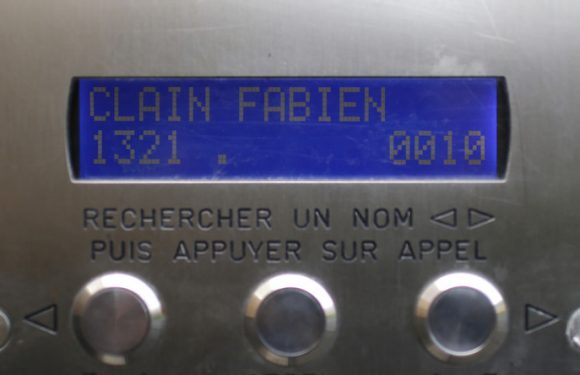 CLAIN FABIEN
1321 . 0010
RECHERCHER UN NOM ◁ ▷
PUIS APPUYER SUR APPEL
◁ ▷